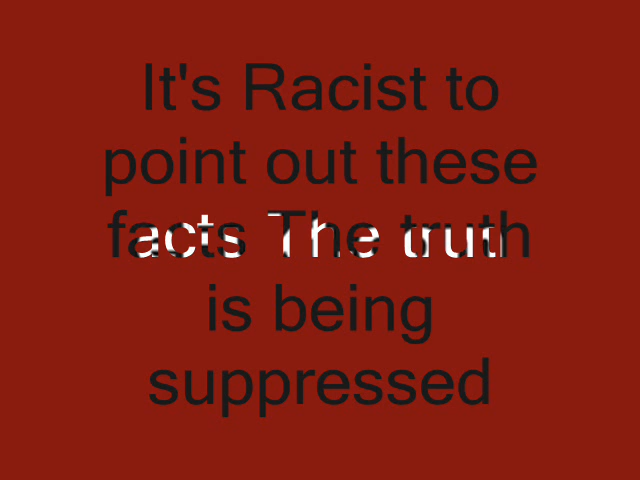 It's Racist to
point out these
facts The truth
is being
suppressed